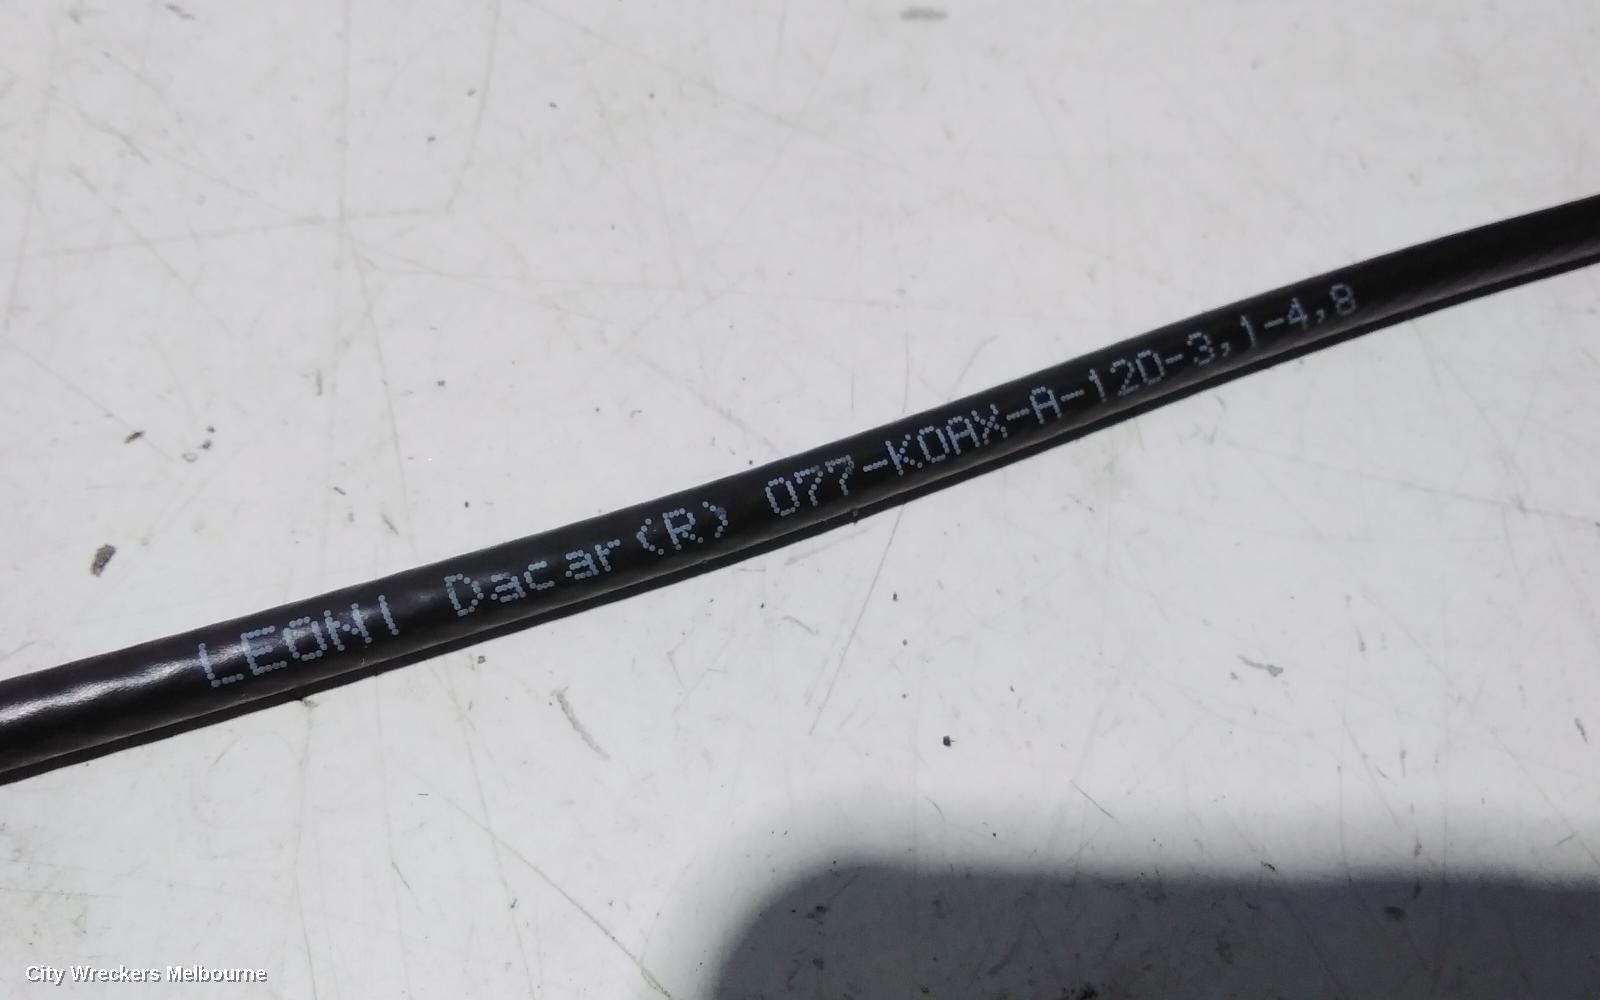 LEONI Dacar(R) 077-KOAX-A-120-3,1-4,8
City Wreckers Melbourne